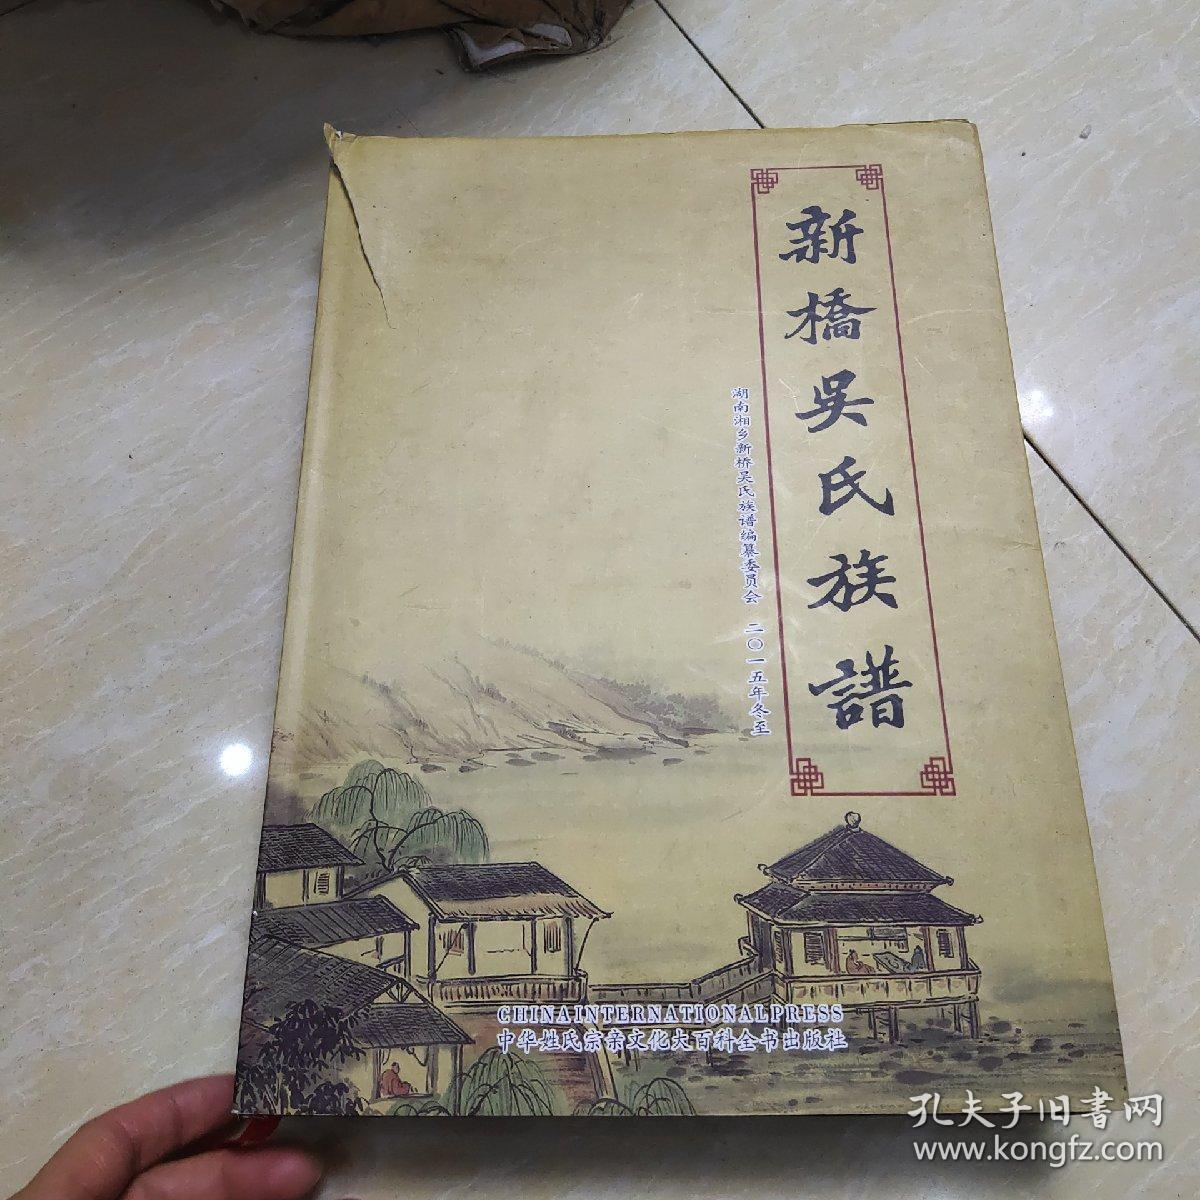 新橋吳氏族譜
湖南湘乡新桥吴氏族谱编纂委员会 二〇一五年冬至
CHINAINTERNATIONALPRESS
中华姓氏宗亲文化大百科全书出版社
孔夫子旧書网
www.kongfz.com